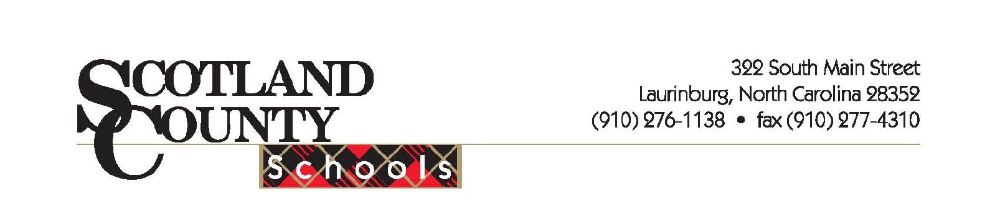 SCOTLAND
COUNTY
Schools
322 South Main Street
Laurinburg, North Carolina 28352
(910) 276-1138 • fax (910) 277-4310